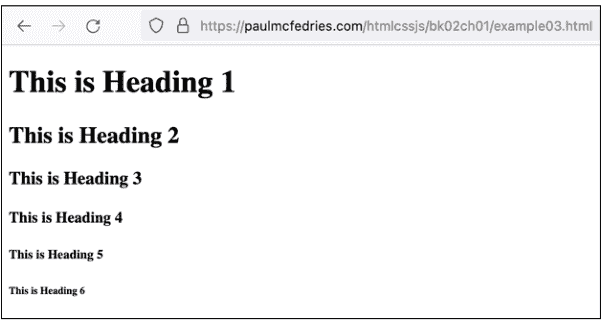 https://paulmcfedries.com/htmlcssjs/bk02ch01/example03.html
This is Heading 1
This is Heading 2
This is Heading 3
This is Heading 4
This is Heading 5
This is Heading 6